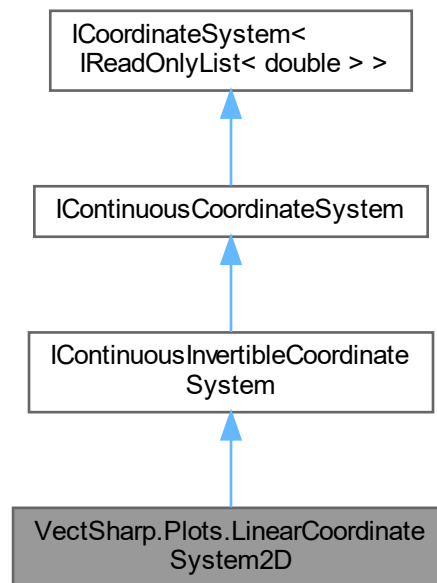 ICoordinateSystem<
IReadOnlyList< double > >
IContinuousCoordinateSystem
IContinuousInvertibleCoordinate
System
VectSharp.Plots.LinearCoordinate
System2D